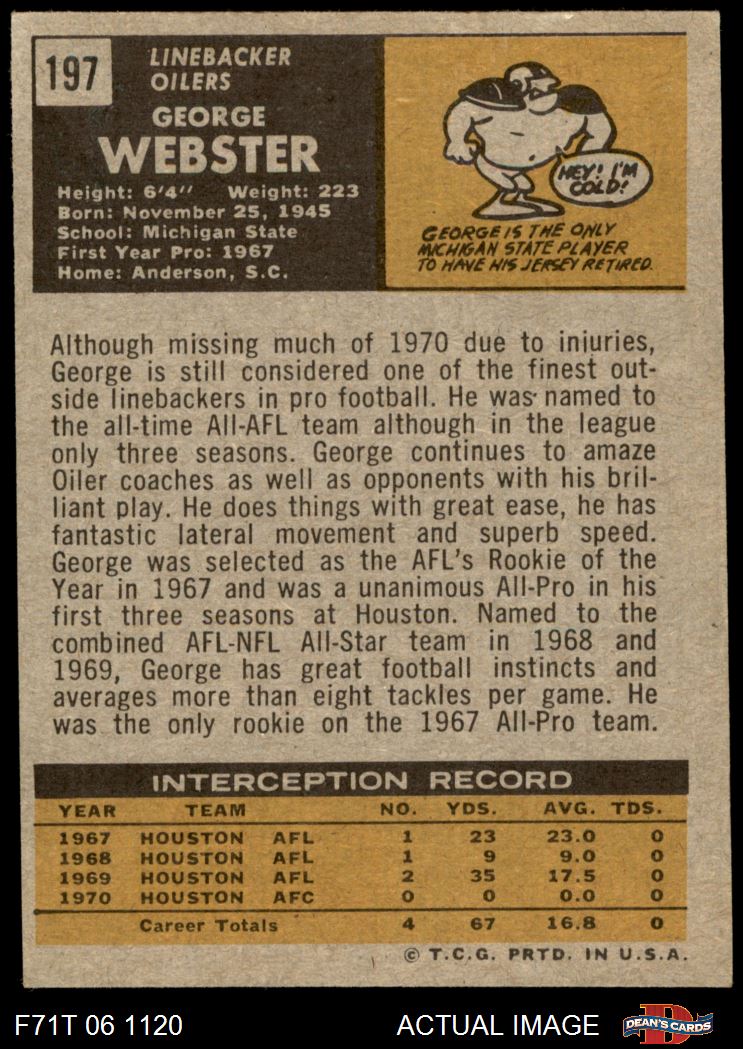 197
LINEBACKER
OILERS
GEORGE
WEBSTER
Height: 6'4" Weight: 223
Born: November 25, 1945
School: Michigan State
First Year Pro: 1967
Home: Anderson, S.C.
HEY! I'M
COLD!
GEORGE IS THE ONLY
MICHIGAN STATE PLAYER
TO HAVE HIS JERSEY RETIRED.
Although missing much of 1970 due to injuries,
George is still considered one of the finest out-
side linebackers in pro football. He was named to
the all-time All-AFL team although in the league
only three seasons. George continues to amaze
Oiler coaches as well as opponents with his bril-
liant play. He does things with great ease, he has
fantastic lateral movement and superb speed.
George was selected as the AFL's Rookie of the
Year in 1967 and was a unanimous All-Pro in his
first three seasons at Houston. Named to the
combined AFL-NFL All-Star team in 1968 and
1969, George has great football instincts and
averages more than eight tackles per game. He
was the only rookie on the 1967 All-Pro team.
INTERCEPTION RECORD
YEAR TEAM NO. YDS. AVG. TDS.
1967 HOUSTON AFL 1 23 23.0 0
1968 HOUSTON AFL 1 9 9.0 0
1969 HOUSTON AFL 2 35 17.5 0
1970 HOUSTON AFC 0 0 0.0 0
Career Totals 4 67 16.8 0
© T.C.G. PRTD. IN U.S.A.
F71T 06 1120 ACTUAL IMAGE D DEAN'S CARDS